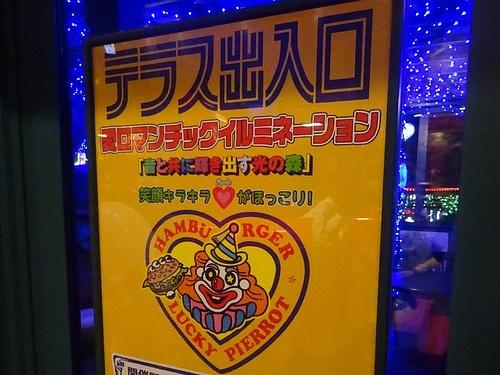 テラス出入口
ロマンチックイルミネーション
「音と共に輝き出す光の森」
笑顔キラキラ
がほっこり!
HAMBURGER
LUCKY PIERROT